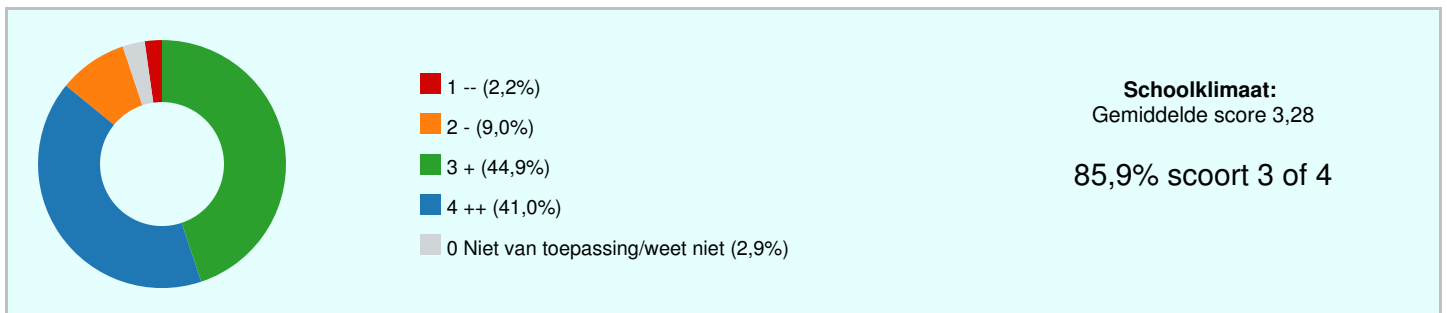 1 -- (2,2%)
2 - (9,0%)
3 + (44,9%)
4 ++ (41,0%)
0 Niet van toepassing/weet niet (2,9%)
Schoolklimaat:
Gemiddelde score 3,28
85,9% scoort 3 of 4